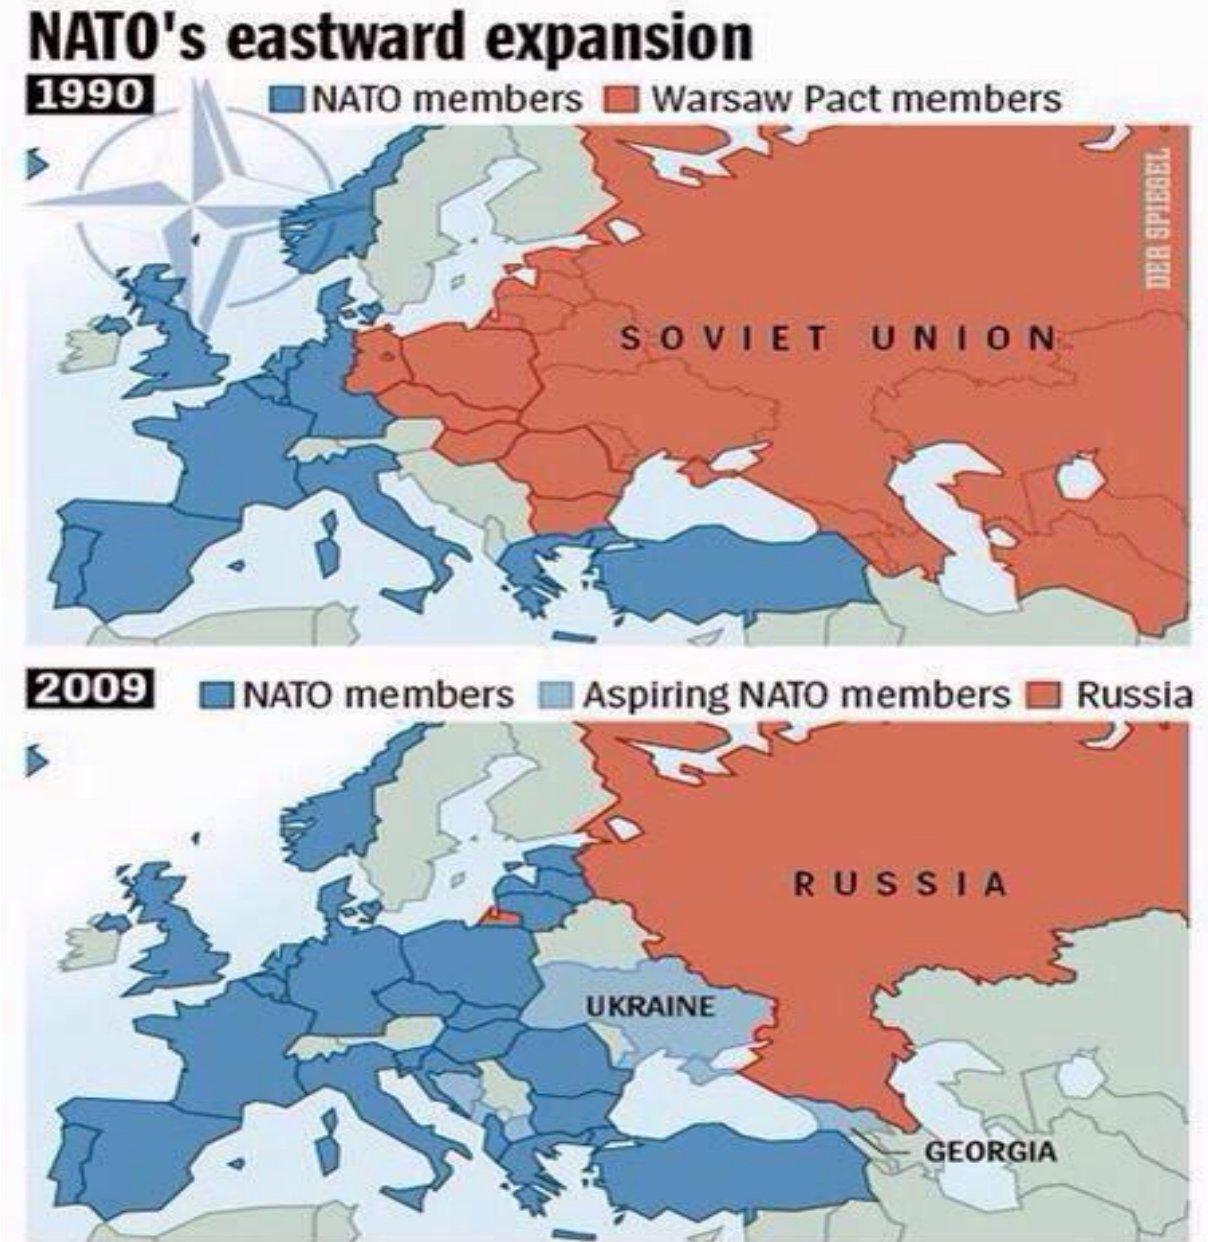 NATO's eastward expansion
1990 NATO members Warsaw Pact members
DER SPIEGEL
SOVIET UNION
2009 NATO members Aspiring NATO members Russia
RUSSIA
UKRAINE
GEORGIA